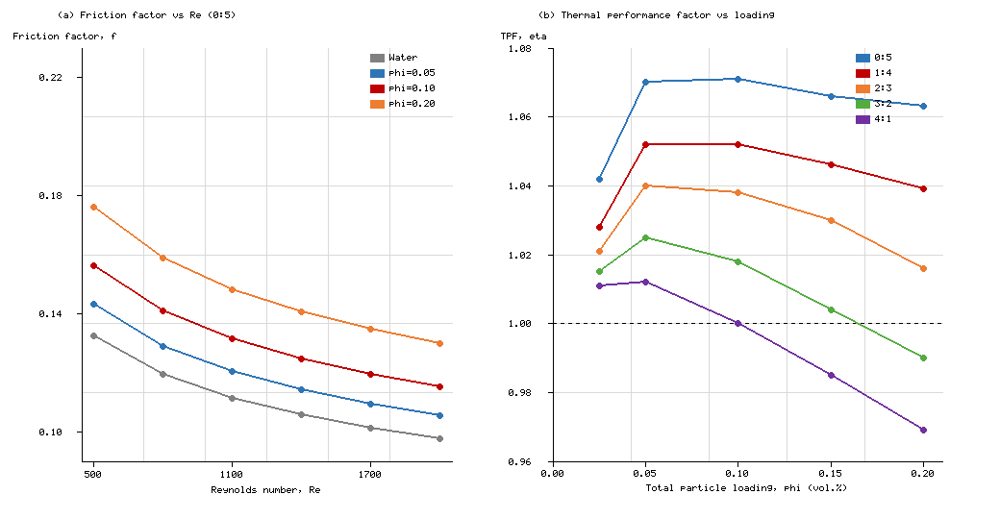 (a) Friction factor vs Re (0:5)
Friction factor, f
Water
phi=0.05
phi=0.10
phi=0.20
0.22
0.18
0.14
0.10
500
1100
1700
Reynolds number, Re
(b) Thermal performance factor vs loading
TPF, eta
0:5
1:4
2:3
3:2
4:1
1.08
1.06
1.04
1.02
1.00
0.98
0.96
0.00
0.05
0.10
0.15
0.20
Total particle loading, phi (vol.%)